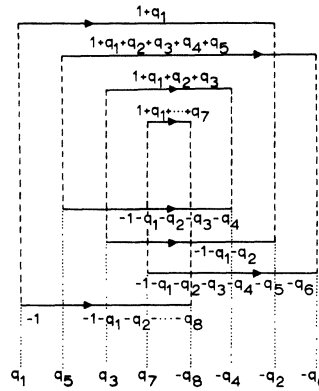 1+q₁
1+q₁+q₂+q₃+q₄+q₅
1+q₁+q₂+q₃
1+q₁+⋯+
q₇
-1-q₁-q₂-q₃-q₄
-1-q₁-q₂
-1-q₁-q₂-q₃-q₄-q₅-q₆
-1 -1-q₁-q₂-⋯-q₈
q₁ q₅ q₃ q₇ -q₈ -q₄ -q₂